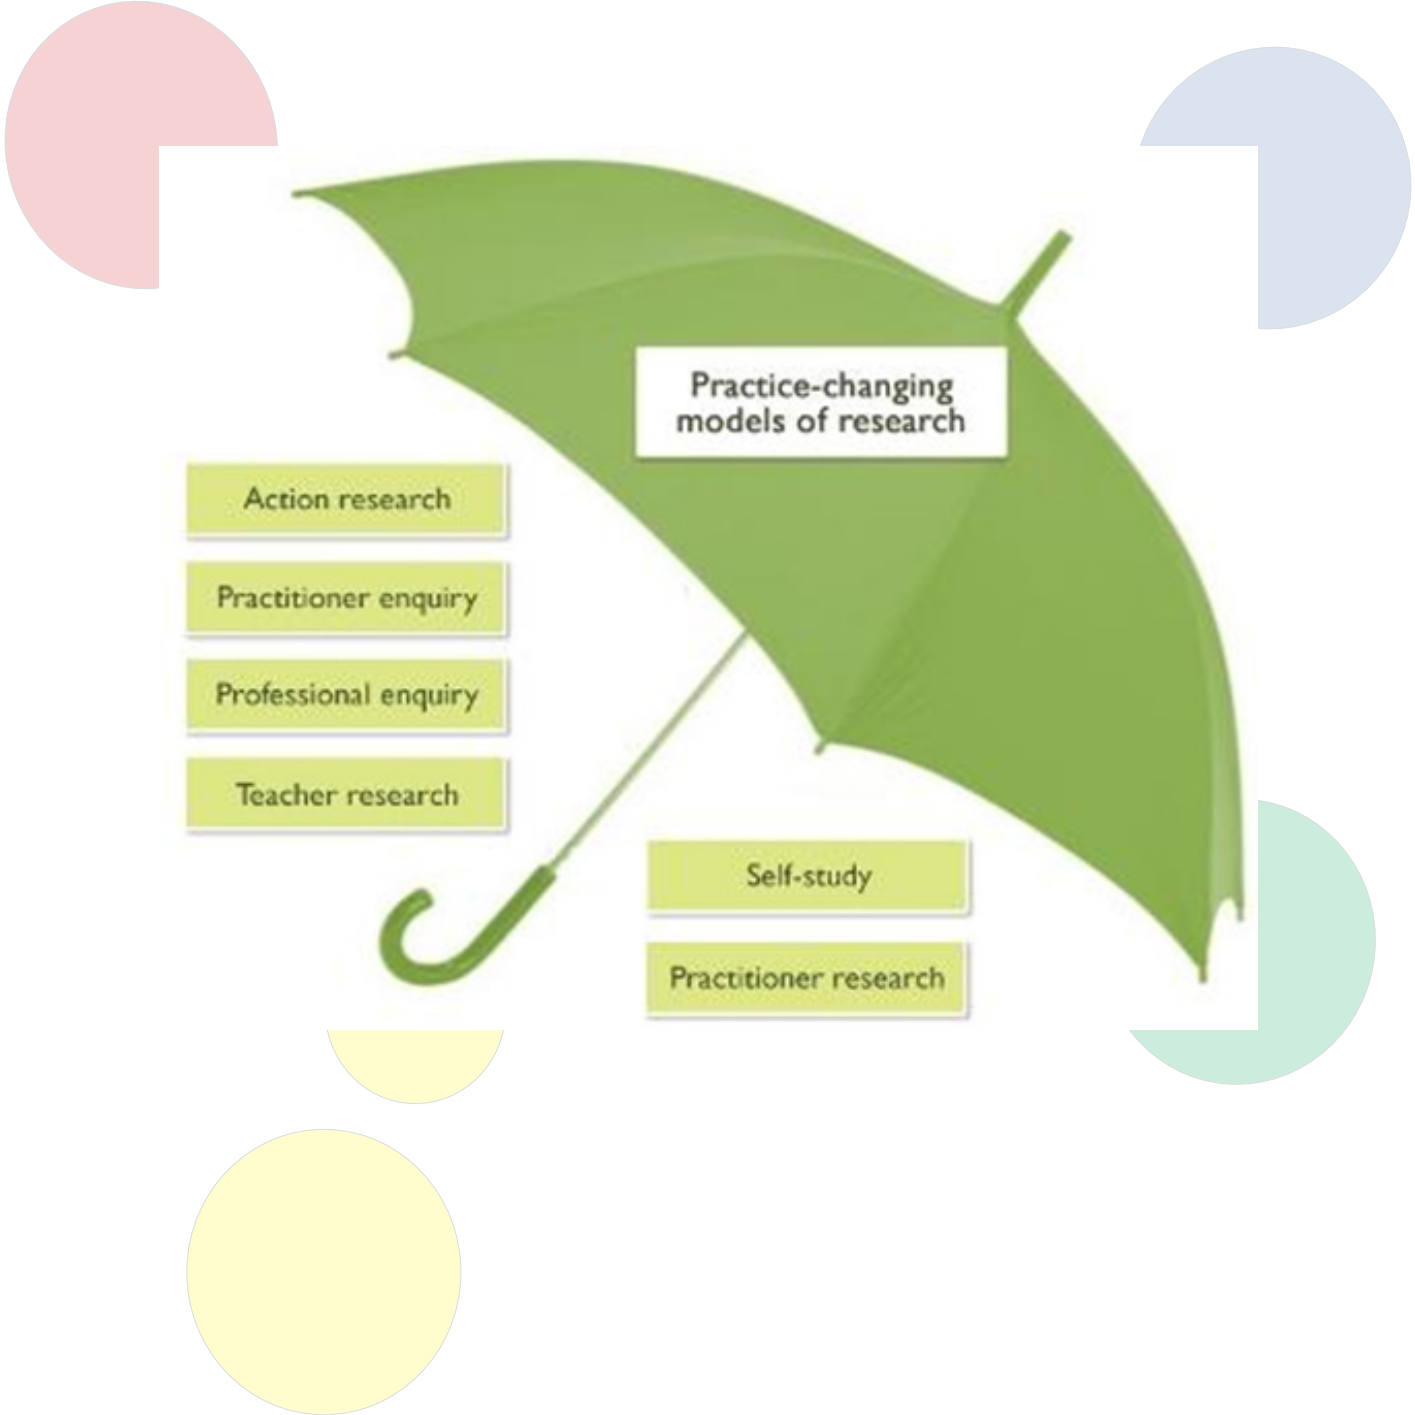 Practice-changing
models of research
Action research
Practitioner enquiry
Professional enquiry
Teacher research
Self-study
Practitioner research